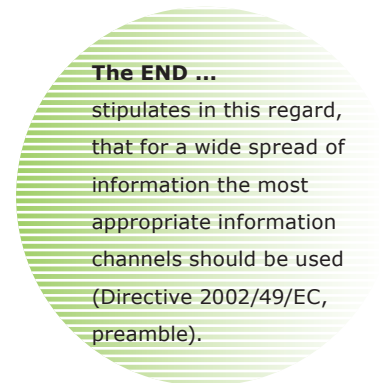 The END ...
stipulates in this regard,
that for a wide spread of
information the most
appropriate information
channels should be used
(Directive 2002/49/EC,
preamble).